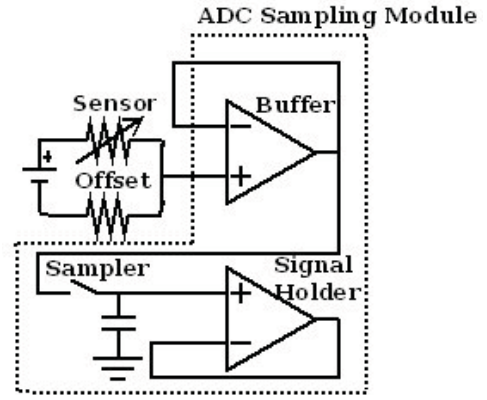 ADC Sampling Module
Sensor
Buffer
Offset
Sampler
Signal
Holder